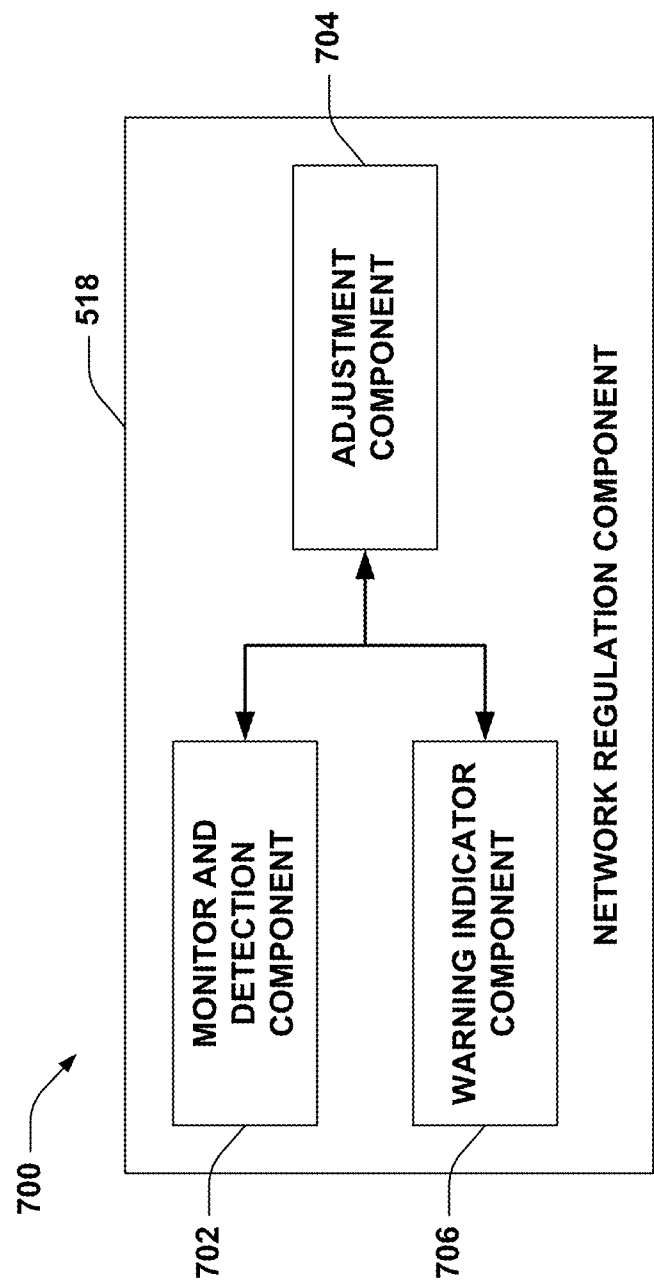 700
518
702
MONITOR AND
DETECTION
COMPONENT
704
ADJUSTMENT
COMPONENT
706
WARNING INDICATOR
COMPONENT
NETWORK REGULATION COMPONENT